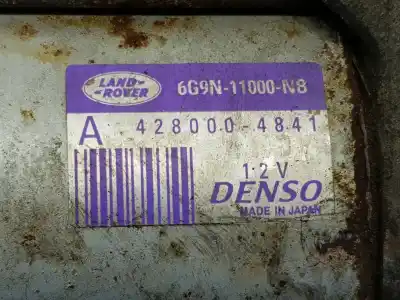 LAND-
ROVER
6G9N-11000-N8
A 428000-4841
12V
DENSO
MADE IN JAPAN